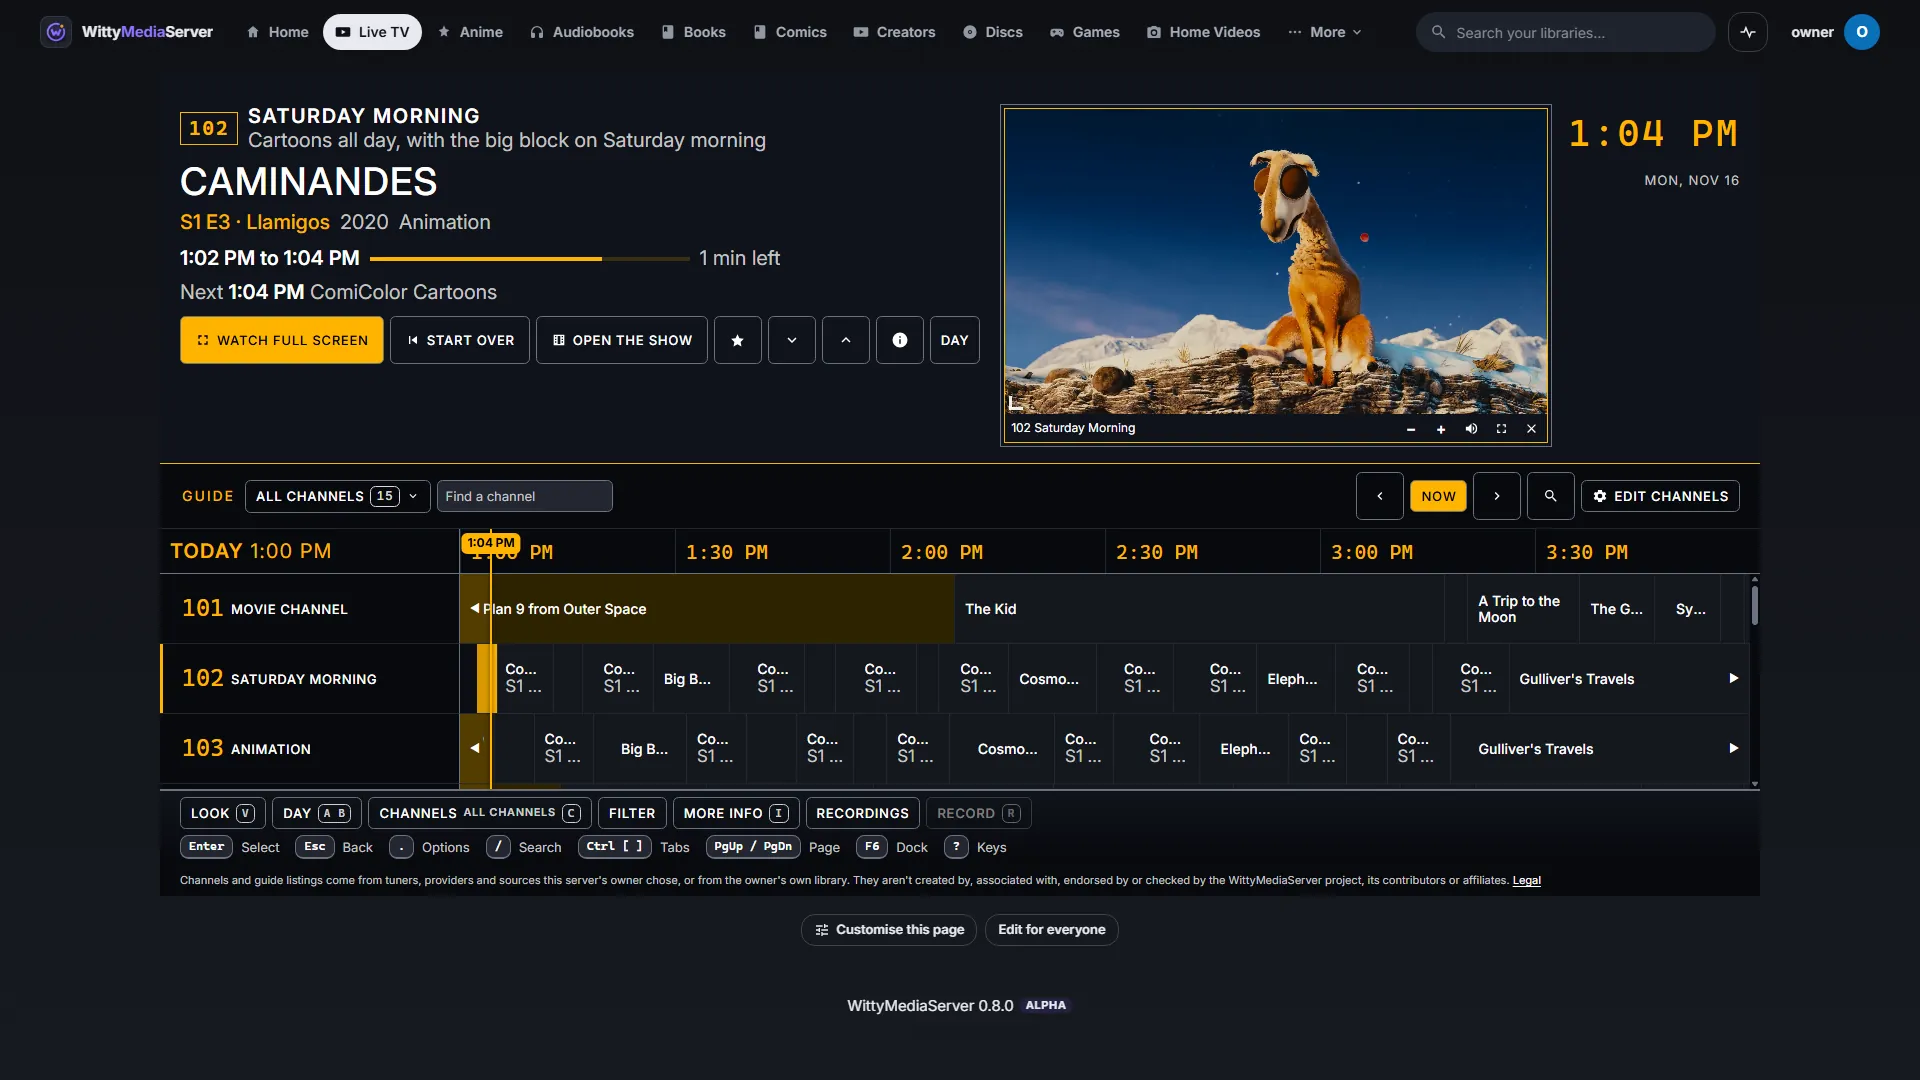 WittyMediaServer
Home
Live TV
Anime
Audiobooks
Books
Comics
Creators
Discs
Games
Home Videos
More
Search your libraries...
owner
O
102
SATURDAY MORNING
Cartoons all day, with the big block on Saturday morning
CAMINANDES
S1 E3 · Llamigos 2020 Animation
1:02 PM to 1:04 PM 1 min left
Next 1:04 PM ComiColor Cartoons
WATCH FULL SCREEN
START OVER
OPEN THE SHOW
DAY
102 Saturday Morning
1:04 PM
MON, NOV 16
GUIDE
ALL CHANNELS 15
Find a channel
NOW
EDIT CHANNELS
TODAY 1:00 PM
1:04 PM
PM
1:30 PM
2:00 PM
2:30 PM
3:00 PM
3:30 PM
101 MOVIE CHANNEL
Plan 9 from Outer Space
The Kid
A Trip to the
Moon
The G...
Sy...
102 SATURDAY MORNING
Co...
S1 ...
Co...
S1 ...
Big B...
Co...
S1 ...
Co...
S1 ...
Co...
S1 ...
Cosmo...
Co...
S1 ...
Co...
S1 ...
Eleph...
Co...
S1 ...
Co...
S1 ...
Gulliver's Travels
103 ANIMATION
Co...
S1 ...
Big B...
Co...
S1 ...
Co...
S1 ...
Co...
S1 ...
Cosmo...
Co...
S1 ...
Co...
S1 ...
Eleph...
Co...
S1 ...
Co...
S1 ...
Gulliver's Travels
LOOK V
DAY A B
CHANNELS ALL CHANNELS C
FILTER
MORE INFO I
RECORDINGS
RECORD R
Enter Select
Esc Back
. Options
/ Search
Ctrl [ ] Tabs
PgUp / PgDn Page
F6 Dock
? Keys
Channels and guide listings come from tuners, providers and sources this server's owner chose, or from the owner's own library. They aren't created by, associated with, endorsed by or checked by the WittyMediaServer project, its contributors or affiliates. Legal
Customise this page
Edit for everyone
WittyMediaServer 0.8.0 ALPHA